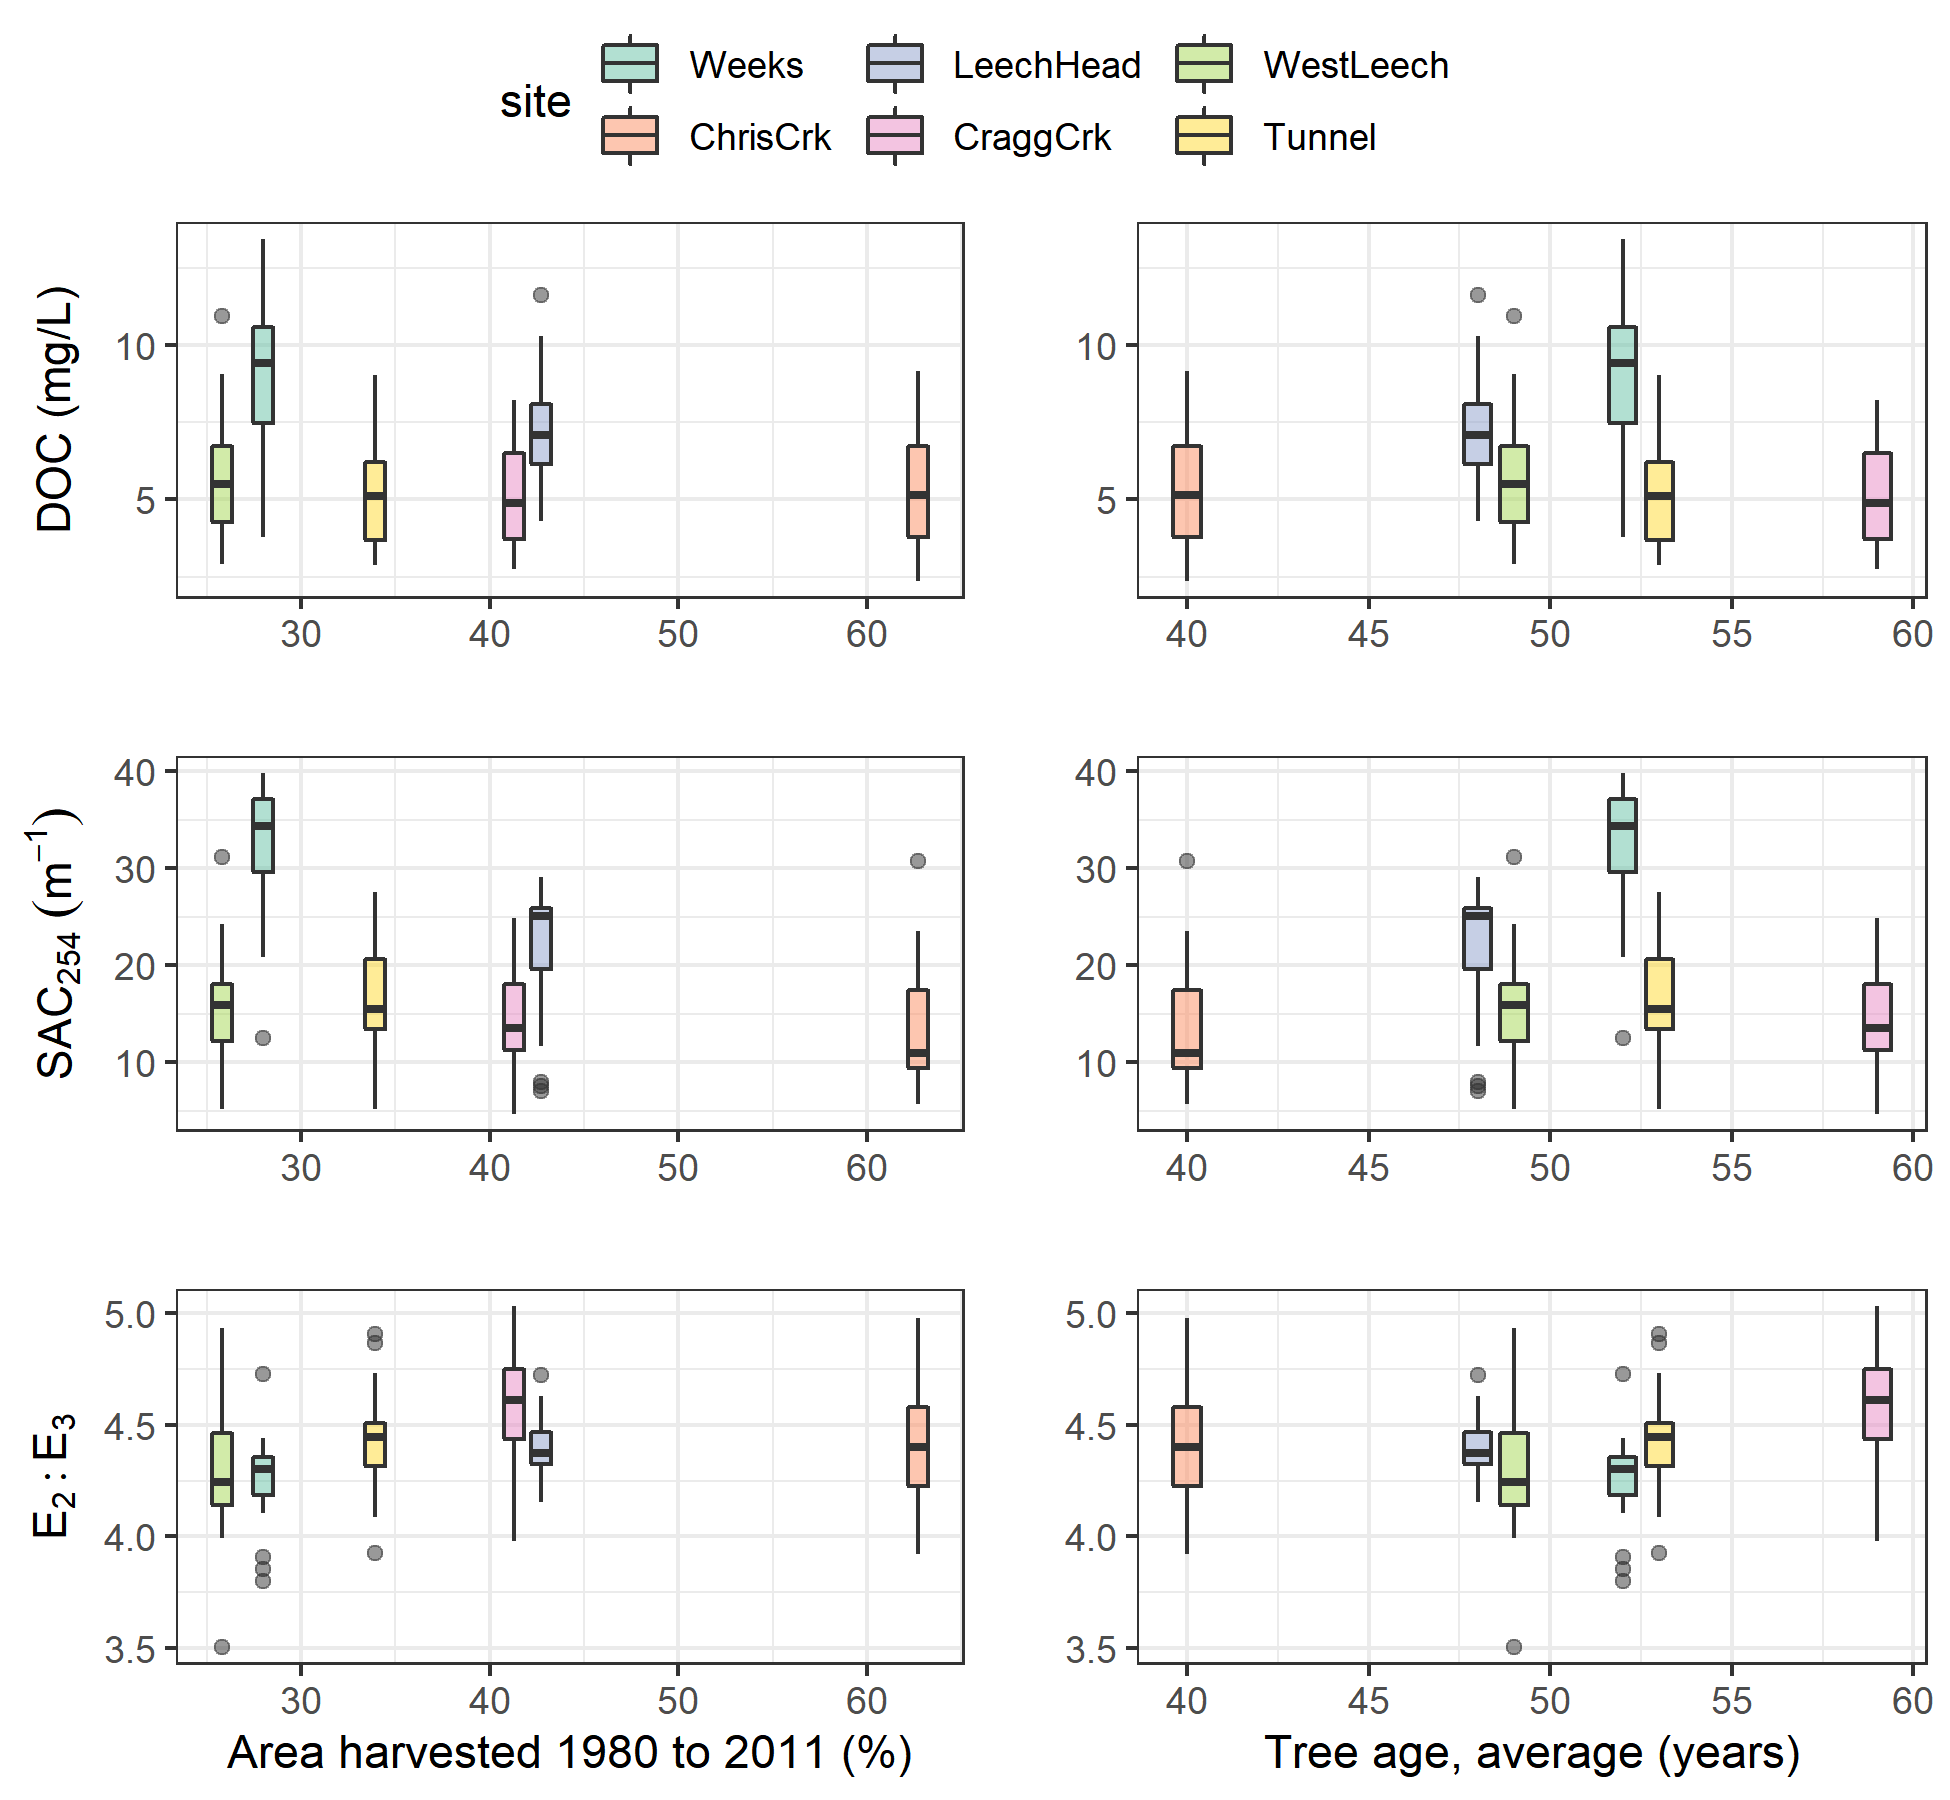 site
Weeks LeechHead WestLeech
ChrisCrk CraggCrk Tunnel
DOC (mg/L)
10
5
30 40 50 60
10
5
40 45 50 55 60
SAC₂₅₄ (m⁻¹)
40
30
20
10
30 40 50 60
40
30
20
10
40 45 50 55 60
E₂ : E₃
5.0
4.5
4.0
3.5
30 40 50 60
Area harvested 1980 to 2011 (%)
5.0
4.5
4.0
3.5
40 45 50 55 60
Tree age, average (years)